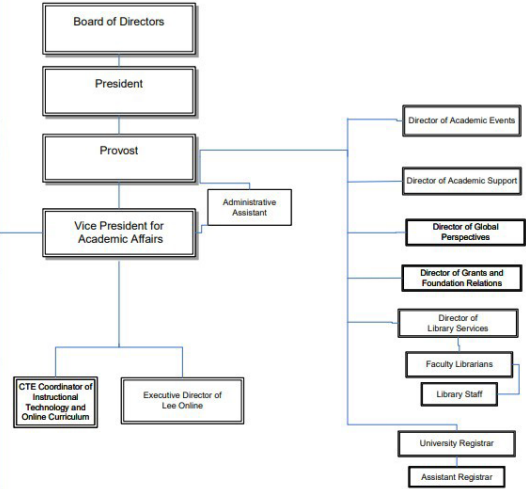 Board of Directors
President
Provost
Administrative
Assistant
Vice President for
Academic Affairs
CTE Coordinator of
Instructional
Technology and
Online Curriculum
Executive Director of
Lee Online
Director of Academic Events
Director of Academic Support
Director of Global
Perspectives
Director of Grants and
Foundation Relations
Director of
Library Services
Faculty Librarians
Library Staff
University Registrar
Assistant Registrar